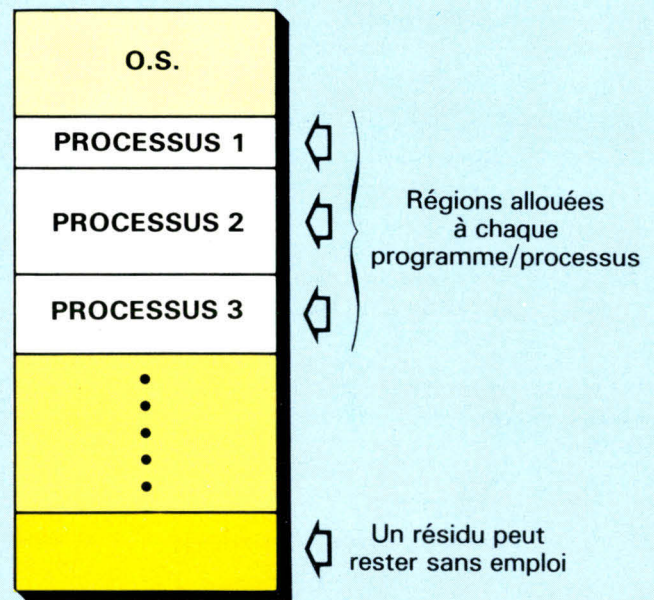 O.S.
PROCESSUS 1
PROCESSUS 2
PROCESSUS 3
Régions allouées
à chaque
programme/processus
Un résidu peut
rester sans emploi